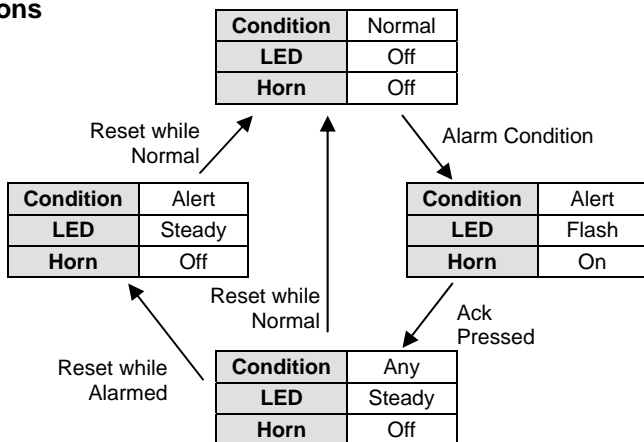 ons
Condition Normal
LED Off
Horn Off
Reset while
Normal
Alarm Condition
Condition Alert
LED Steady
Horn Off
Condition Alert
LED Flash
Horn On
Reset while
Normal
Ack
Pressed
Reset while
Alarmed
Condition Any
LED Steady
Horn Off